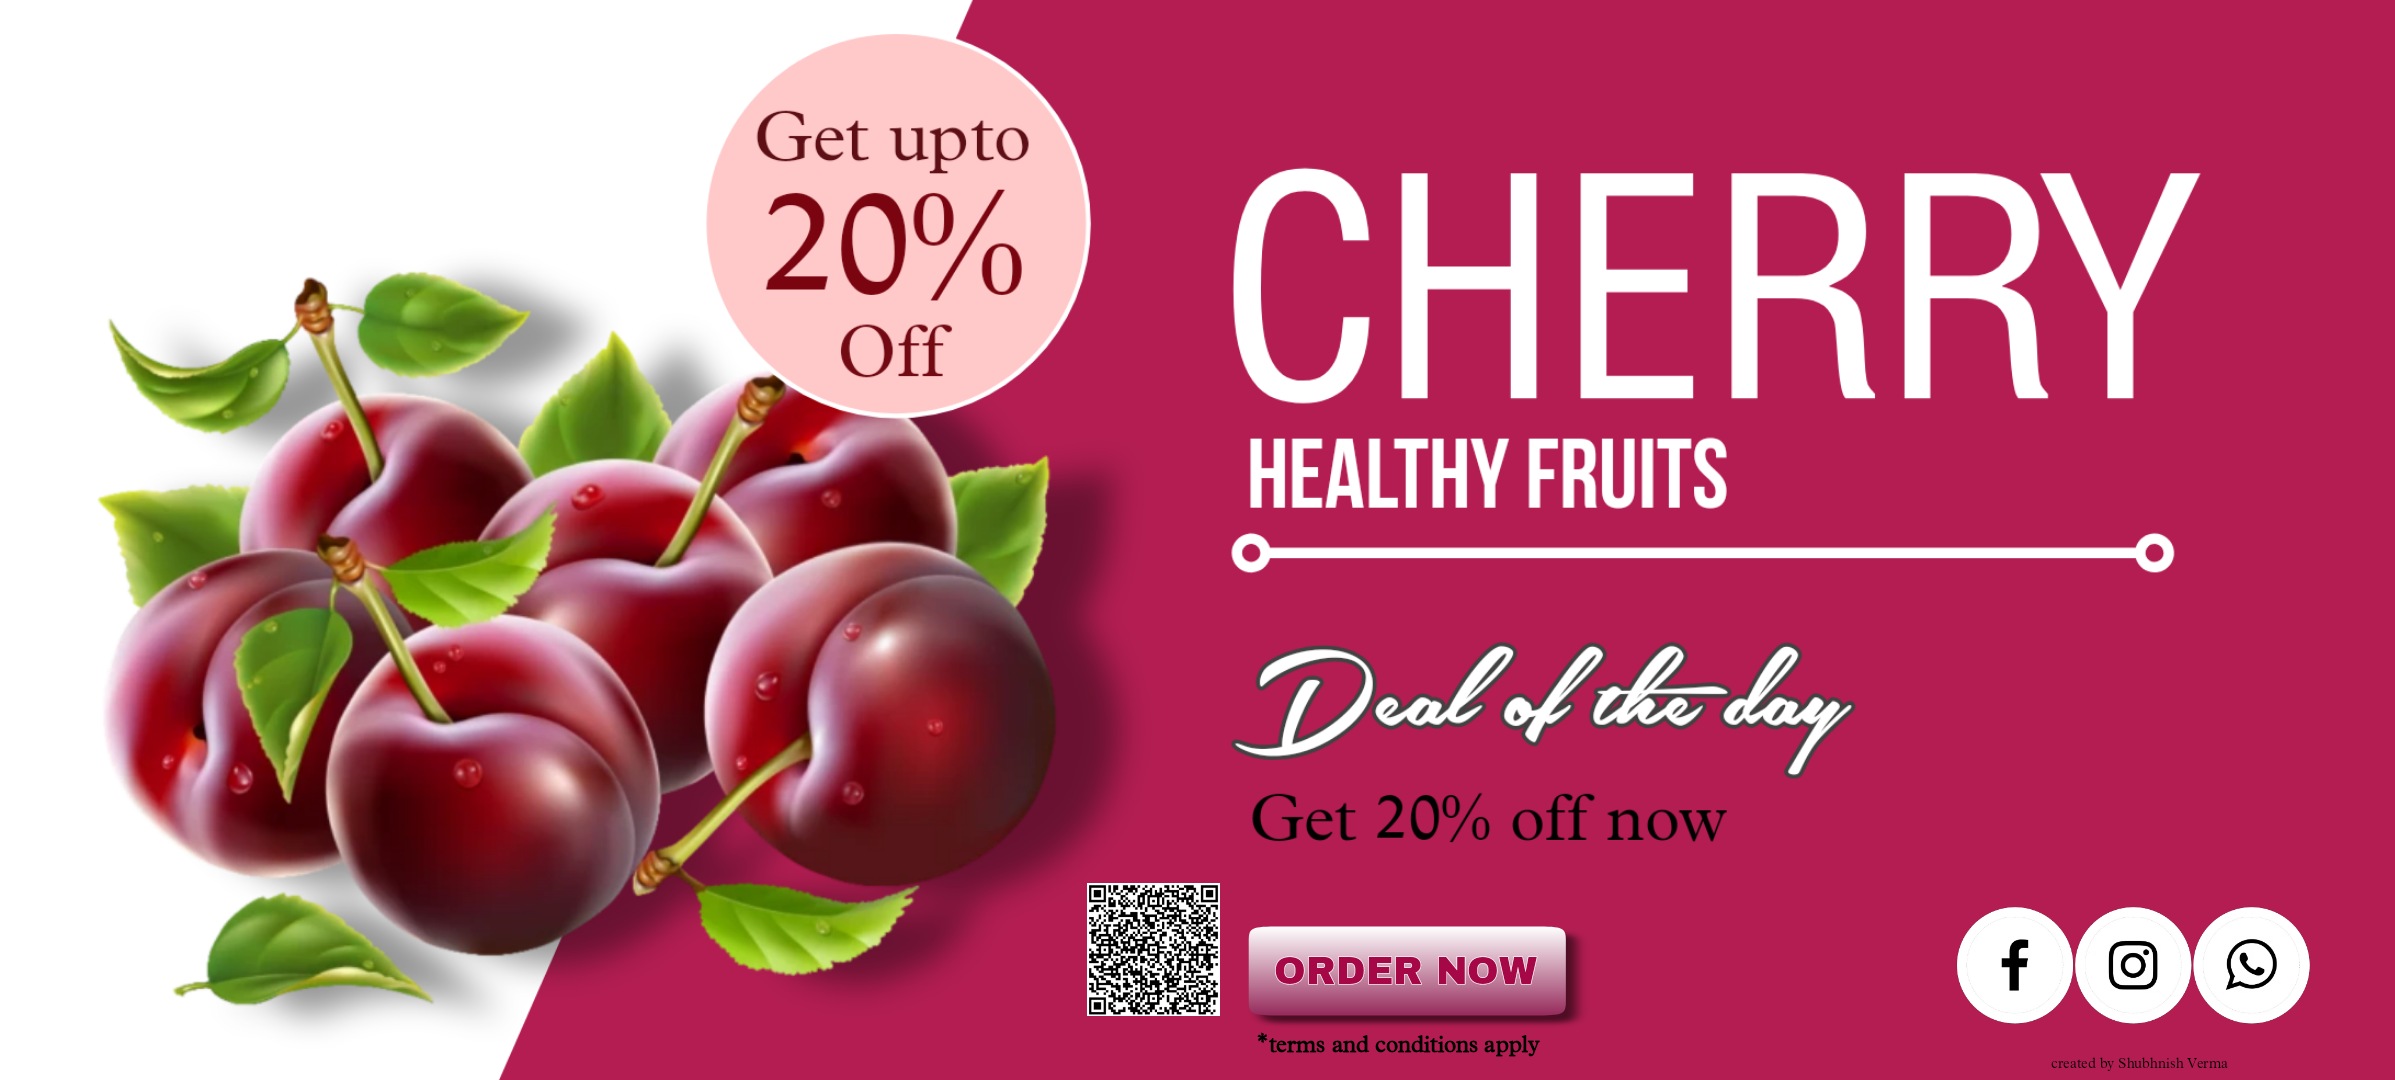 Get upto
20%
Off
CHERRY
HEALTHY FRUITS
Deal of the day
Get 20% off now
ORDER NOW
*terms and conditions apply
created by Shubhnish Verma